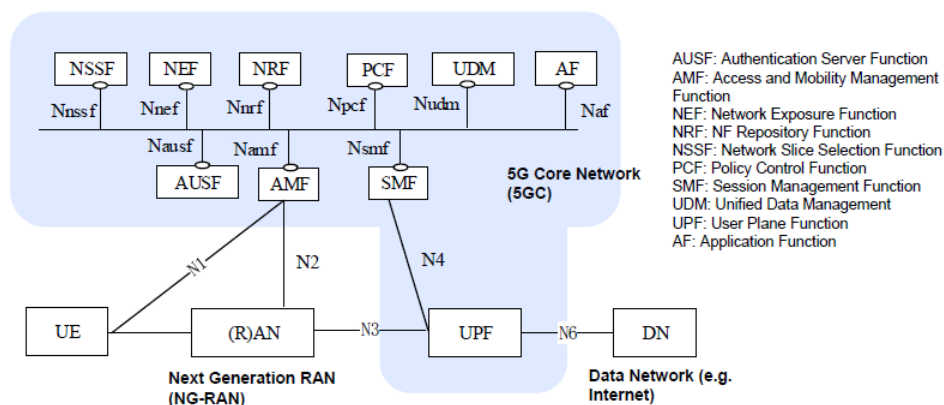 NSSF NEF NRF PCF UDM AF
Nnssf Nnef Nnrf Npcf Nudm Naf
Nausf Namf Nsmf
AUSF AMF SMF
5G Core Network
(5GC)
N1 N2 N4
UE (R)AN N3 UPF N6 DN
Next Generation RAN
(NG-RAN)
Data Network (e.g.
Internet)
AUSF: Authentication Server Function
AMF: Access and Mobility Management
Function
NEF: Network Exposure Function
NRF: NF Repository Function
NSSF: Network Slice Selection Function
PCF: Policy Control Function
SMF: Session Management Function
UDM: Unified Data Management
UPF: User Plane Function
AF: Application Function